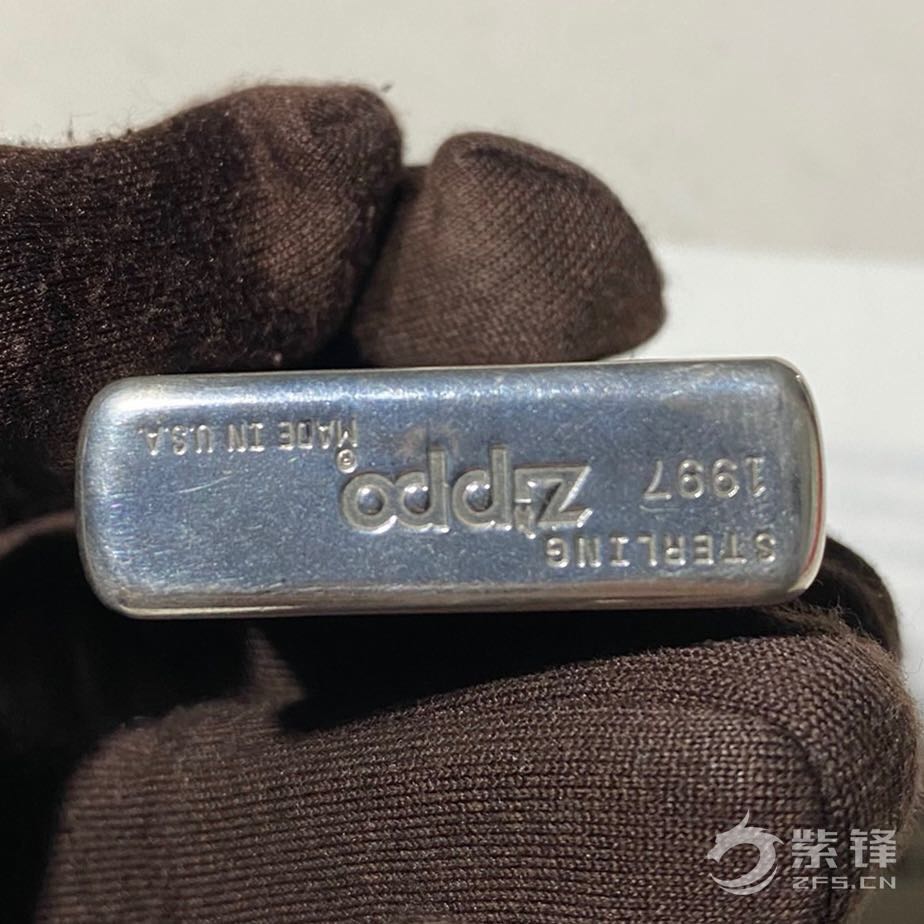 STERLING
1997 Zippo ®
MADE IN U.S.A.
紫锋
ZFS.CN